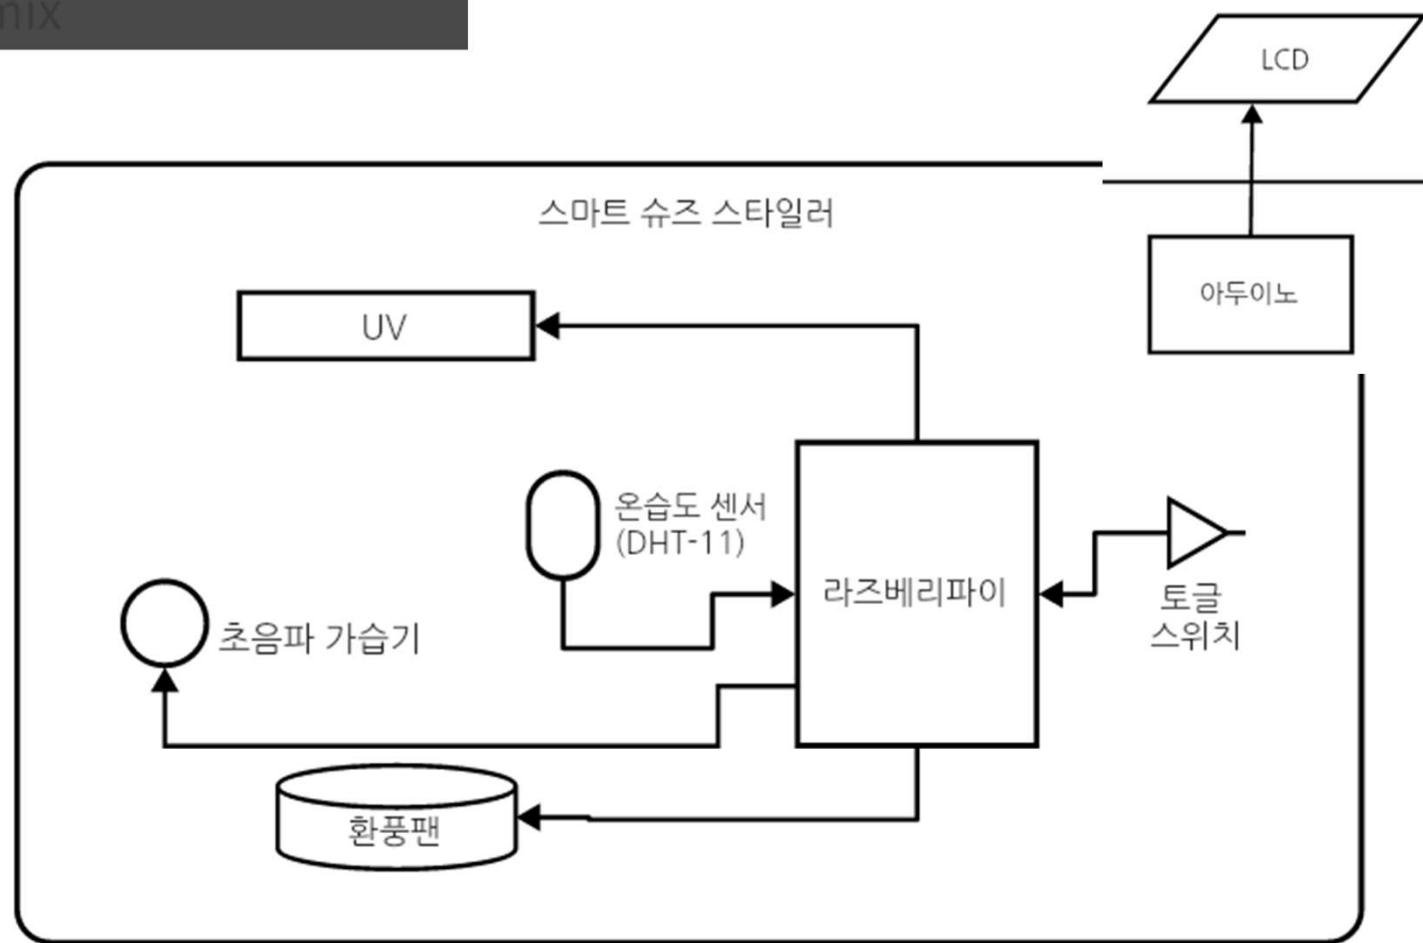 mix
LCD
스마트 슈즈 스타일러
아두이노
UV
온습도 센서
(DHT-11)
라즈베리파이
토글
스위치
초음파 가습기
환풍팬